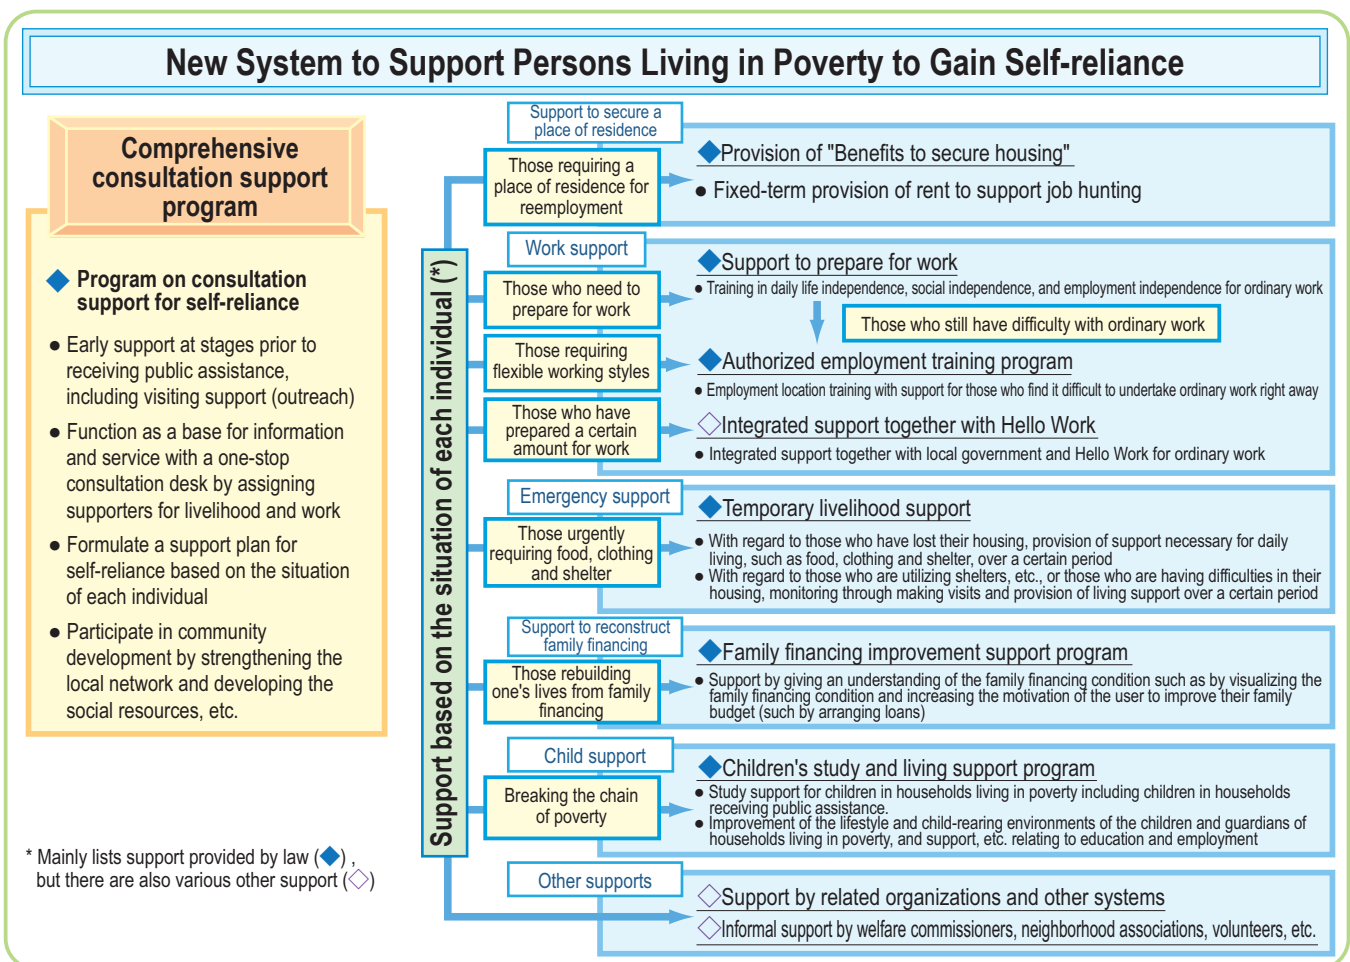 New System to Support Persons Living in Poverty to Gain Self-reliance
Comprehensive
consultation support
program
◆ Program on consultation
support for self-reliance
● Early support at stages prior to
receiving public assistance,
including visiting support (outreach)
● Function as a base for information
and service with a one-stop
consultation desk by assigning
supporters for livelihood and work
● Formulate a support plan for
self-reliance based on the situation
of each individual
● Participate in community
development by strengthening the
local network and developing the
social resources, etc.
* Mainly lists support provided by law (◆) ,
but there are also various other support (◇)
Support based on the situation of each individual (*)
Support to secure a
place of residence
Those requiring a
place of residence for
reemployment
◆Provision of "Benefits to secure housing"
● Fixed-term provision of rent to support job hunting
Work support
Those who need to
prepare for work
◆Support to prepare for work
● Training in daily life independence, social independence, and employment independence for ordinary work
Those who still have difficulty with ordinary work
Those requiring
flexible working styles
◆Authorized employment training program
● Employment location training with support for those who find it difficult to undertake ordinary work right away
Those who have
prepared a certain
amount for work
◇Integrated support together with Hello Work
● Integrated support together with local government and Hello Work for ordinary work
Emergency support
Those urgently
requiring food, clothing
and shelter
◆Temporary livelihood support
● With regard to those who have lost their housing, provision of support necessary for daily
living, such as food, clothing and shelter, over a certain period
● With regard to those who are utilizing shelters, etc., or those who are having difficulties in their
housing, monitoring through making visits and provision of living support over a certain period
Support to reconstruct
family financing
Those rebuilding
one's lives from family
financing
◆Family financing improvement support program
● Support by giving an understanding of the family financing condition such as by visualizing the
family financing condition and increasing the motivation of the user to improve their family
budget (such by arranging loans)
Child support
Breaking the chain
of poverty
◆Children's study and living support program
● Study support for children in households living in poverty including children in households
receiving public assistance.
● Improvement of the lifestyle and child-rearing environments of the children and guardians of
households living in poverty, and support, etc. relating to education and employment
Other supports
◇Support by related organizations and other systems
◇Informal support by welfare commissioners, neighborhood associations, volunteers, etc.